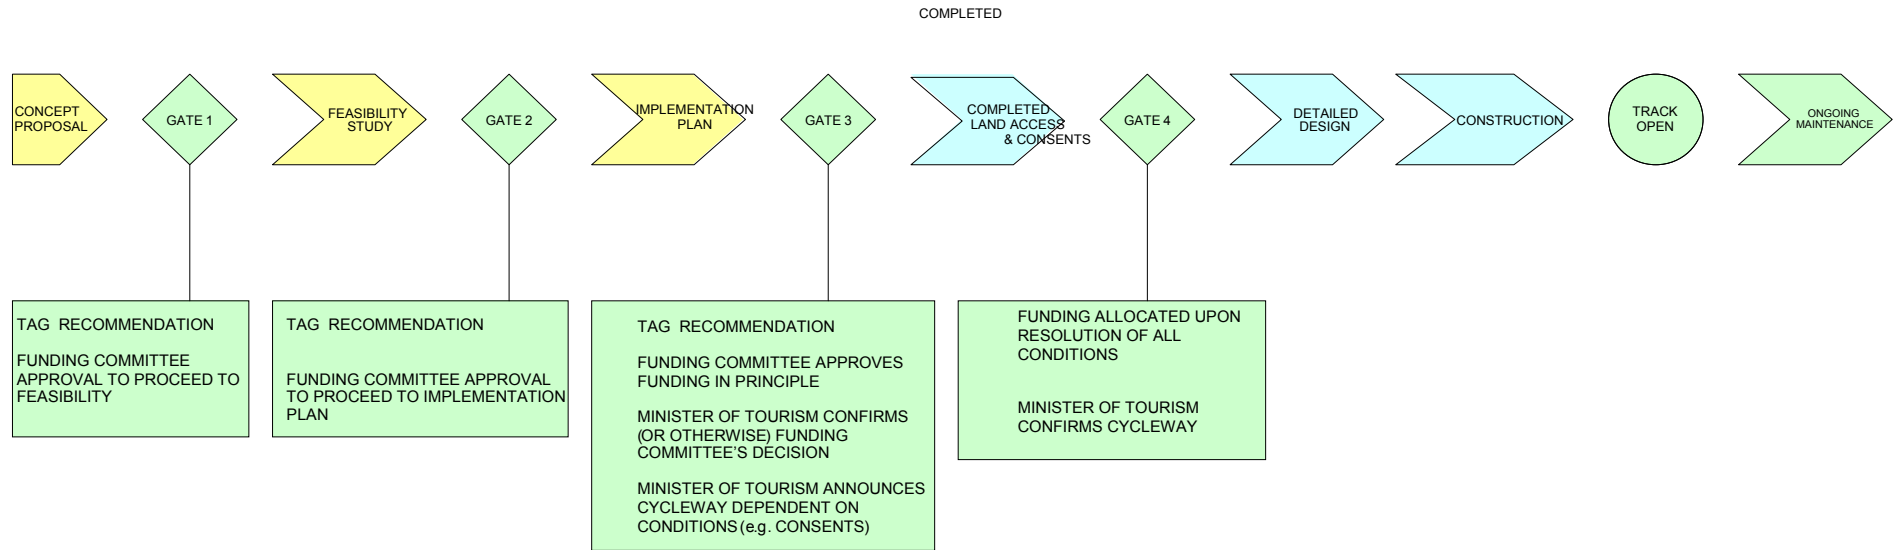 COMPLETED
CONCEPT
PROPOSAL
GATE 1
FEASIBILITY
STUDY
GATE 2
IMPLEMENTATION
PLAN
GATE 3
COMPLETED
LAND ACCESS
& CONSENTS
GATE 4
DETAILED
DESIGN
CONSTRUCTION
TRACK
OPEN
ONGOING
MAINTENANCE
TAG RECOMMENDATION
FUNDING COMMITTEE
APPROVAL TO PROCEED TO
FEASIBILITY
TAG RECOMMENDATION
FUNDING COMMITTEE APPROVAL
TO PROCEED TO IMPLEMENTATION
PLAN
TAG RECOMMENDATION
FUNDING COMMITTEE APPROVES
FUNDING IN PRINCIPLE
MINISTER OF TOURISM CONFIRMS
(OR OTHERWISE) FUNDING
COMMITTEE'S DECISION
MINISTER OF TOURISM ANNOUNCES
CYCLEWAY DEPENDENT ON
CONDITIONS (e.g. CONSENTS)
FUNDING ALLOCATED UPON
RESOLUTION OF ALL
CONDITIONS
MINISTER OF TOURISM
CONFIRMS CYCLEWAY